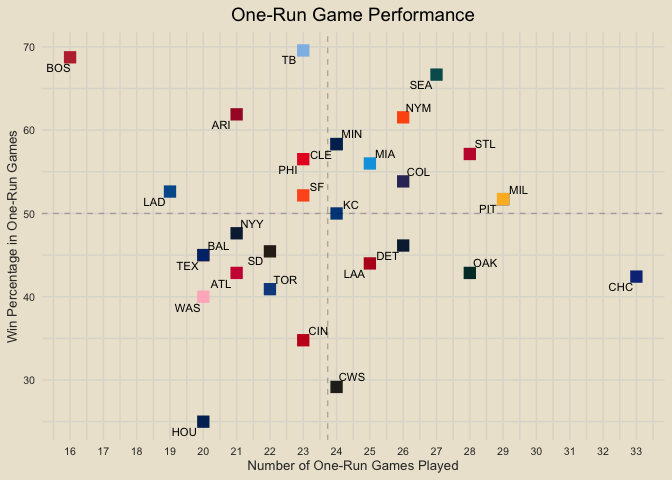 One-Run Game Performance
Win Percentage in One-Run Games
70
60
50
40
30
BOS
TB
SEA
ARI
NYM
MIN
STL
CLE
MIA
PHI
COL
LAD
SF
MIL
KC
PIT
NYY
BAL
DET
TEX
SD
LAA
OAK
ATL
TOR
CHC
WAS
CIN
CWS
HOU
16 17 18 19 20 21 22 23 24 25 26 27 28 29 30 31 32 33
Number of One-Run Games Played